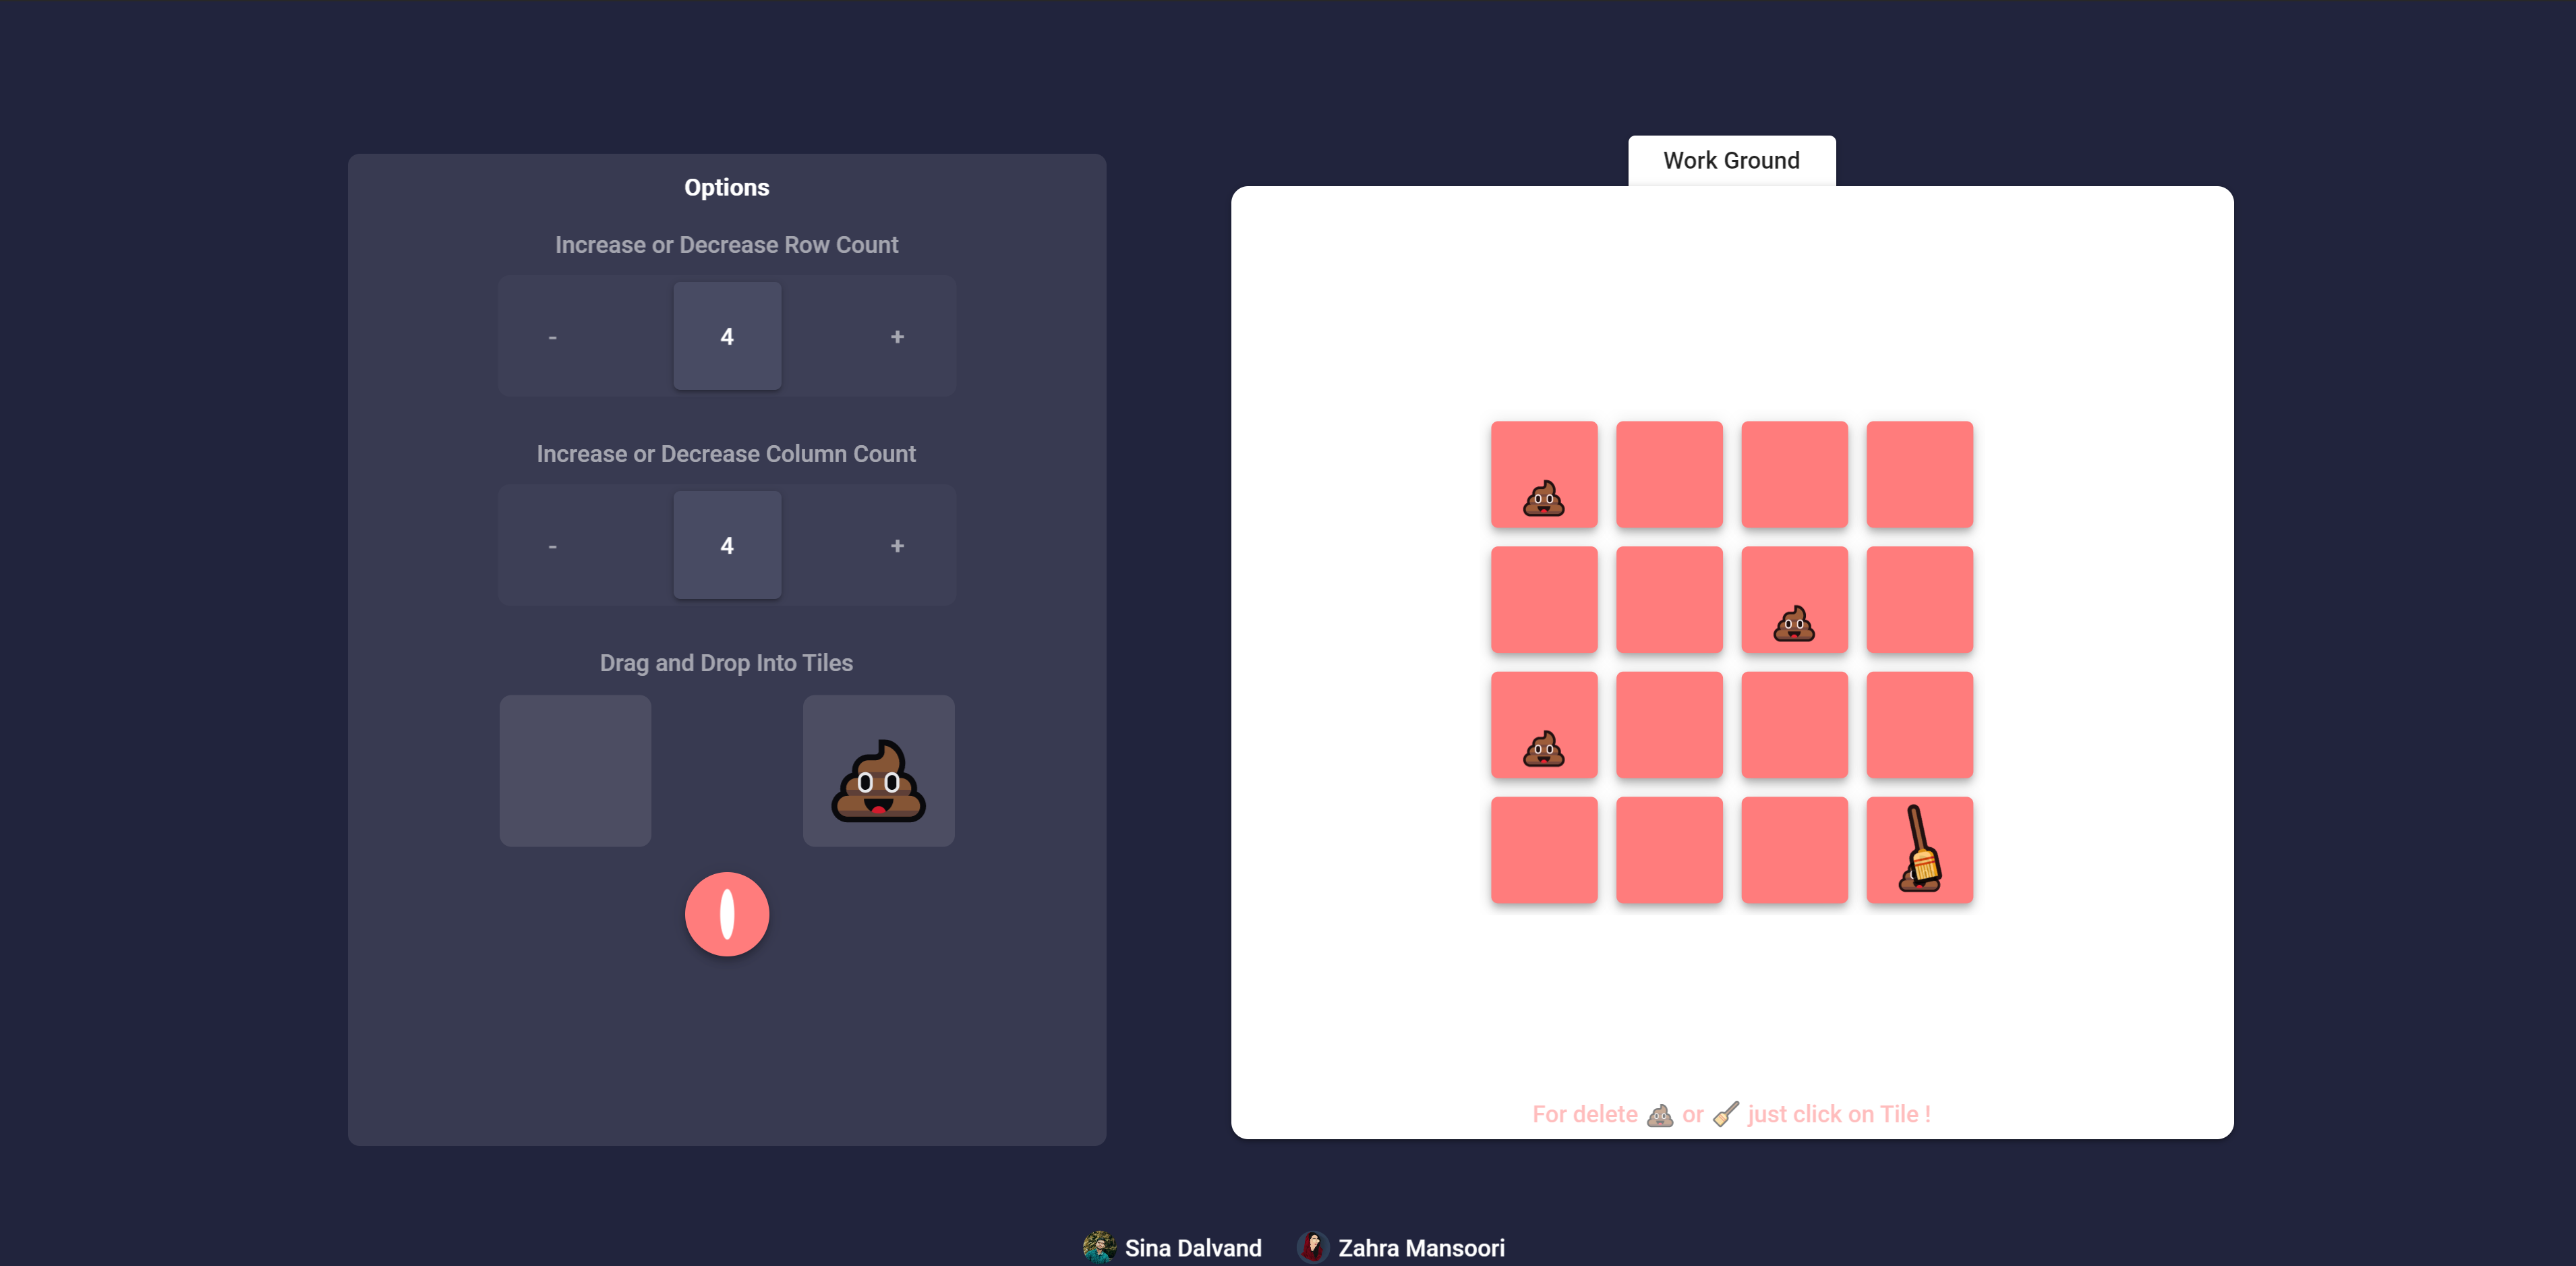 Options
Increase or Decrease Row Count
- 4 +
Increase or Decrease Column Count
- 4 +
Drag and Drop Into Tiles
Work Ground
For delete 💩 or 🧹 just click on Tile !
Sina Dalvand
Zahra Mansoori